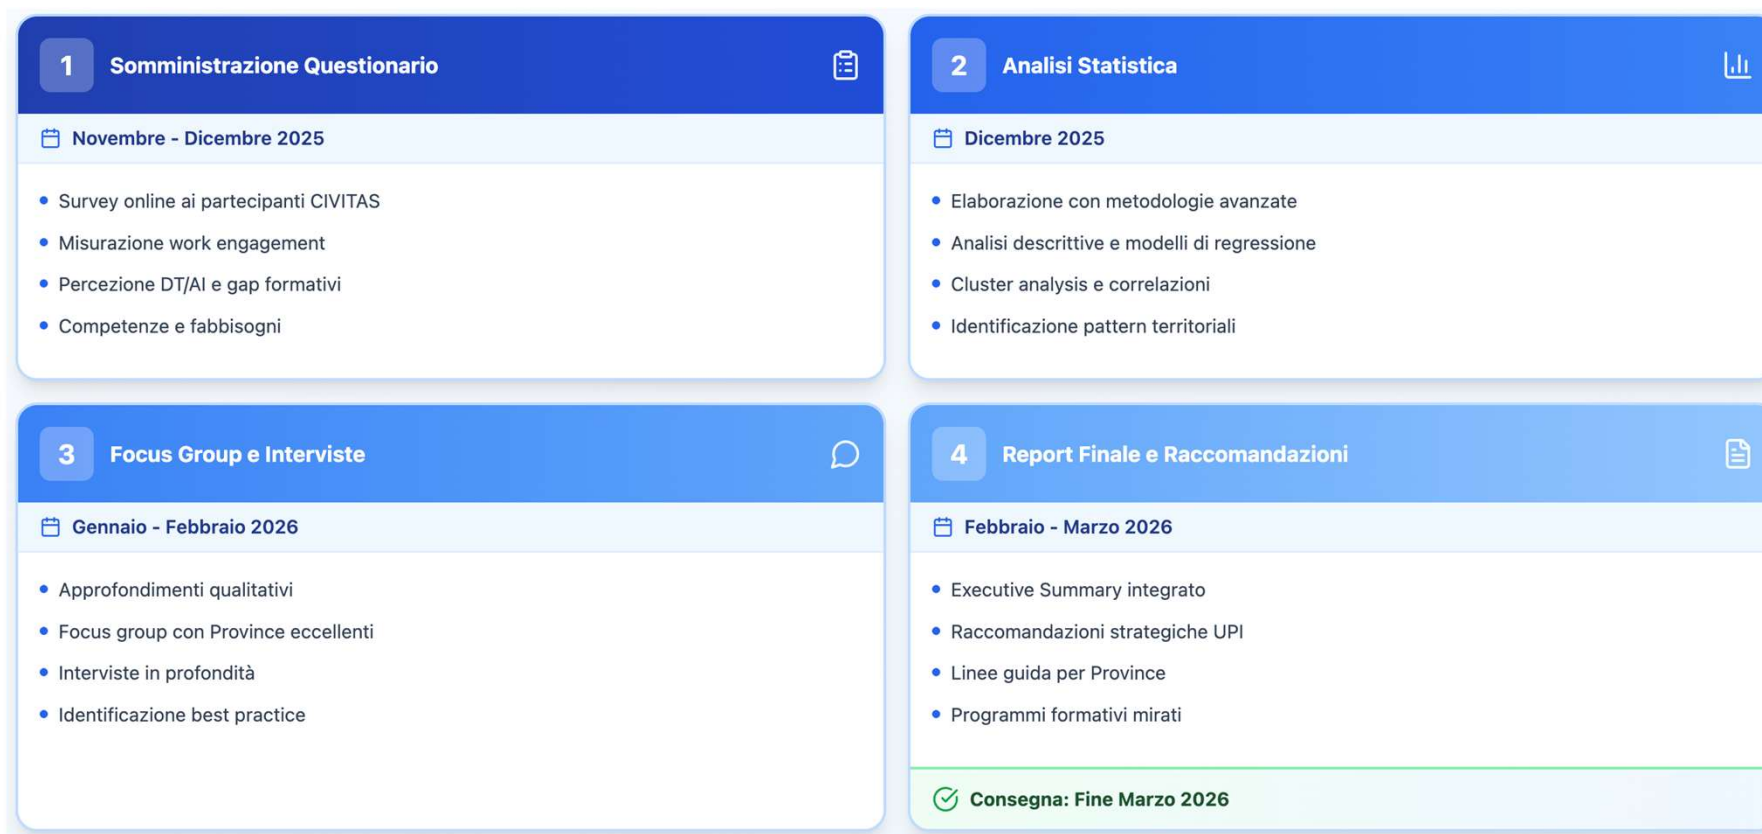 1 Somministrazione Questionario
Novembre - Dicembre 2025
Survey online ai partecipanti CIVITAS
Misurazione work engagement
Percezione DT/AI e gap formativi
Competenze e fabbisogni
2 Analisi Statistica
Dicembre 2025
Elaborazione con metodologie avanzate
Analisi descrittive e modelli di regressione
Cluster analysis e correlazioni
Identificazione pattern territoriali
3 Focus Group e Interviste
Gennaio - Febbraio 2026
Approfondimenti qualitativi
Focus group con Province eccellenti
Interviste in profondità
Identificazione best practice
4 Report Finale e Raccomandazioni
Febbraio - Marzo 2026
Executive Summary integrato
Raccomandazioni strategiche UPI
Linee guida per Province
Programmi formativi mirati
Consegna: Fine Marzo 2026